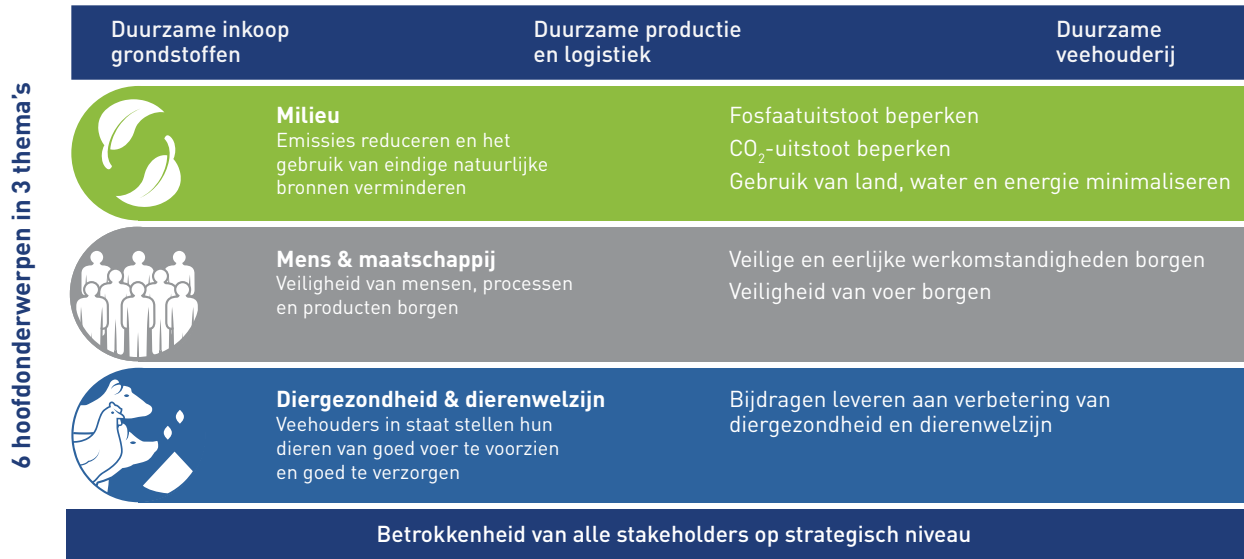 Duurzame inkoop
grondstoffen
Duurzame productie
en logistiek
Duurzame
veehouderij
6 hoofdonderwerpen in 3 thema's
Milieu
Emissies reduceren en het
gebruik van eindige natuurlijke
bronnen verminderen
Fosfaatuitstoot beperken
CO₂-uitstoot beperken
Gebruik van land, water en energie minimaliseren
Mens & maatschappij
Veiligheid van mensen, processen
en producten borgen
Veilige en eerlijke werkomstandigheden borgen
Veiligheid van voer borgen
Diergezondheid & dierenwelzijn
Veehouders in staat stellen hun
dieren van goed voer te voorzien
en goed te verzorgen
Bijdragen leveren aan verbetering van
diergezondheid en dierenwelzijn
Betrokkenheid van alle stakeholders op strategisch niveau